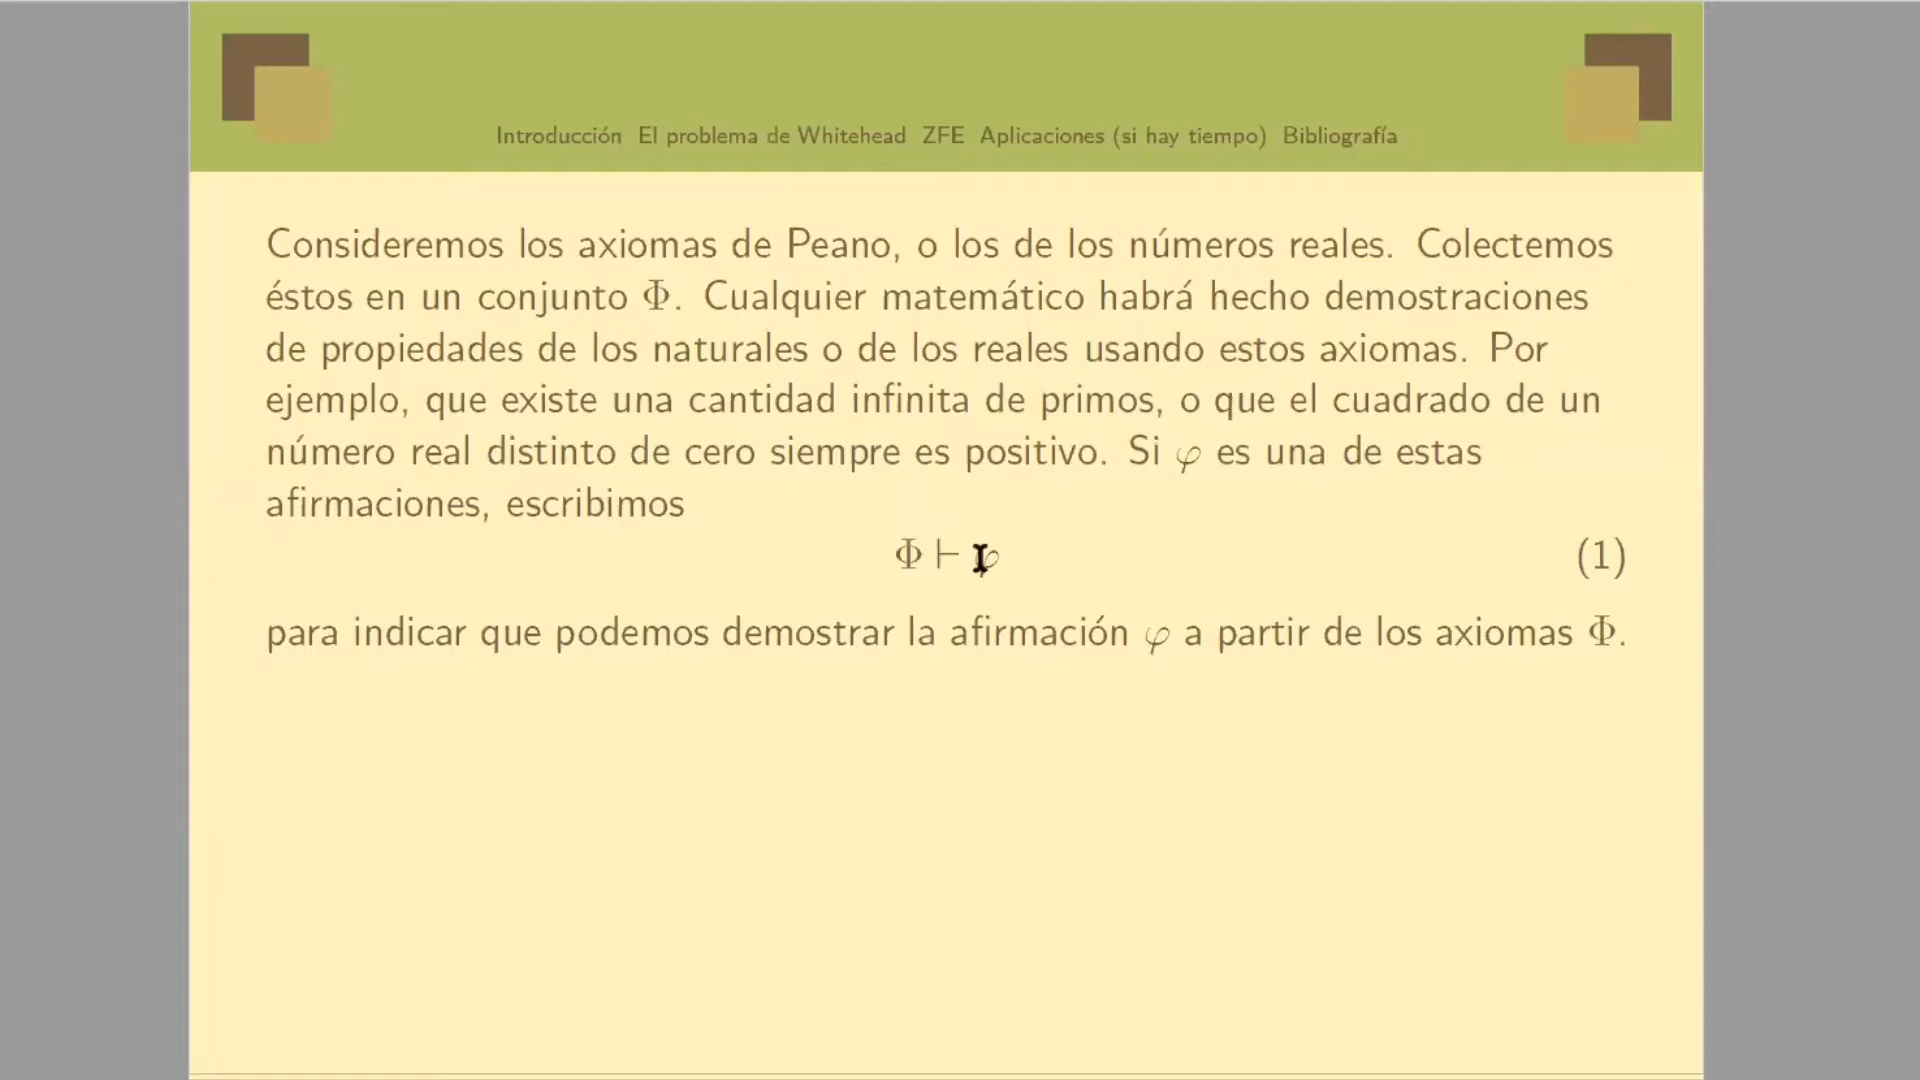 Introducción El problema de Whitehead ZFE Aplicaciones (si hay tiempo) Bibliografía
Consideremos los axiomas de Peano, o los de los números reales. Colectemos
éstos en un conjunto Φ. Cualquier matemático habrá hecho demostraciones
de propiedades de los naturales o de los reales usando estos axiomas. Por
ejemplo, que existe una cantidad infinita de primos, o que el cuadrado de un
número real distinto de cero siempre es positivo. Si φ es una de estas
afirmaciones, escribimos
Φ ⊢ φ (1)
para indicar que podemos demostrar la afirmación φ a partir de los axiomas Φ.